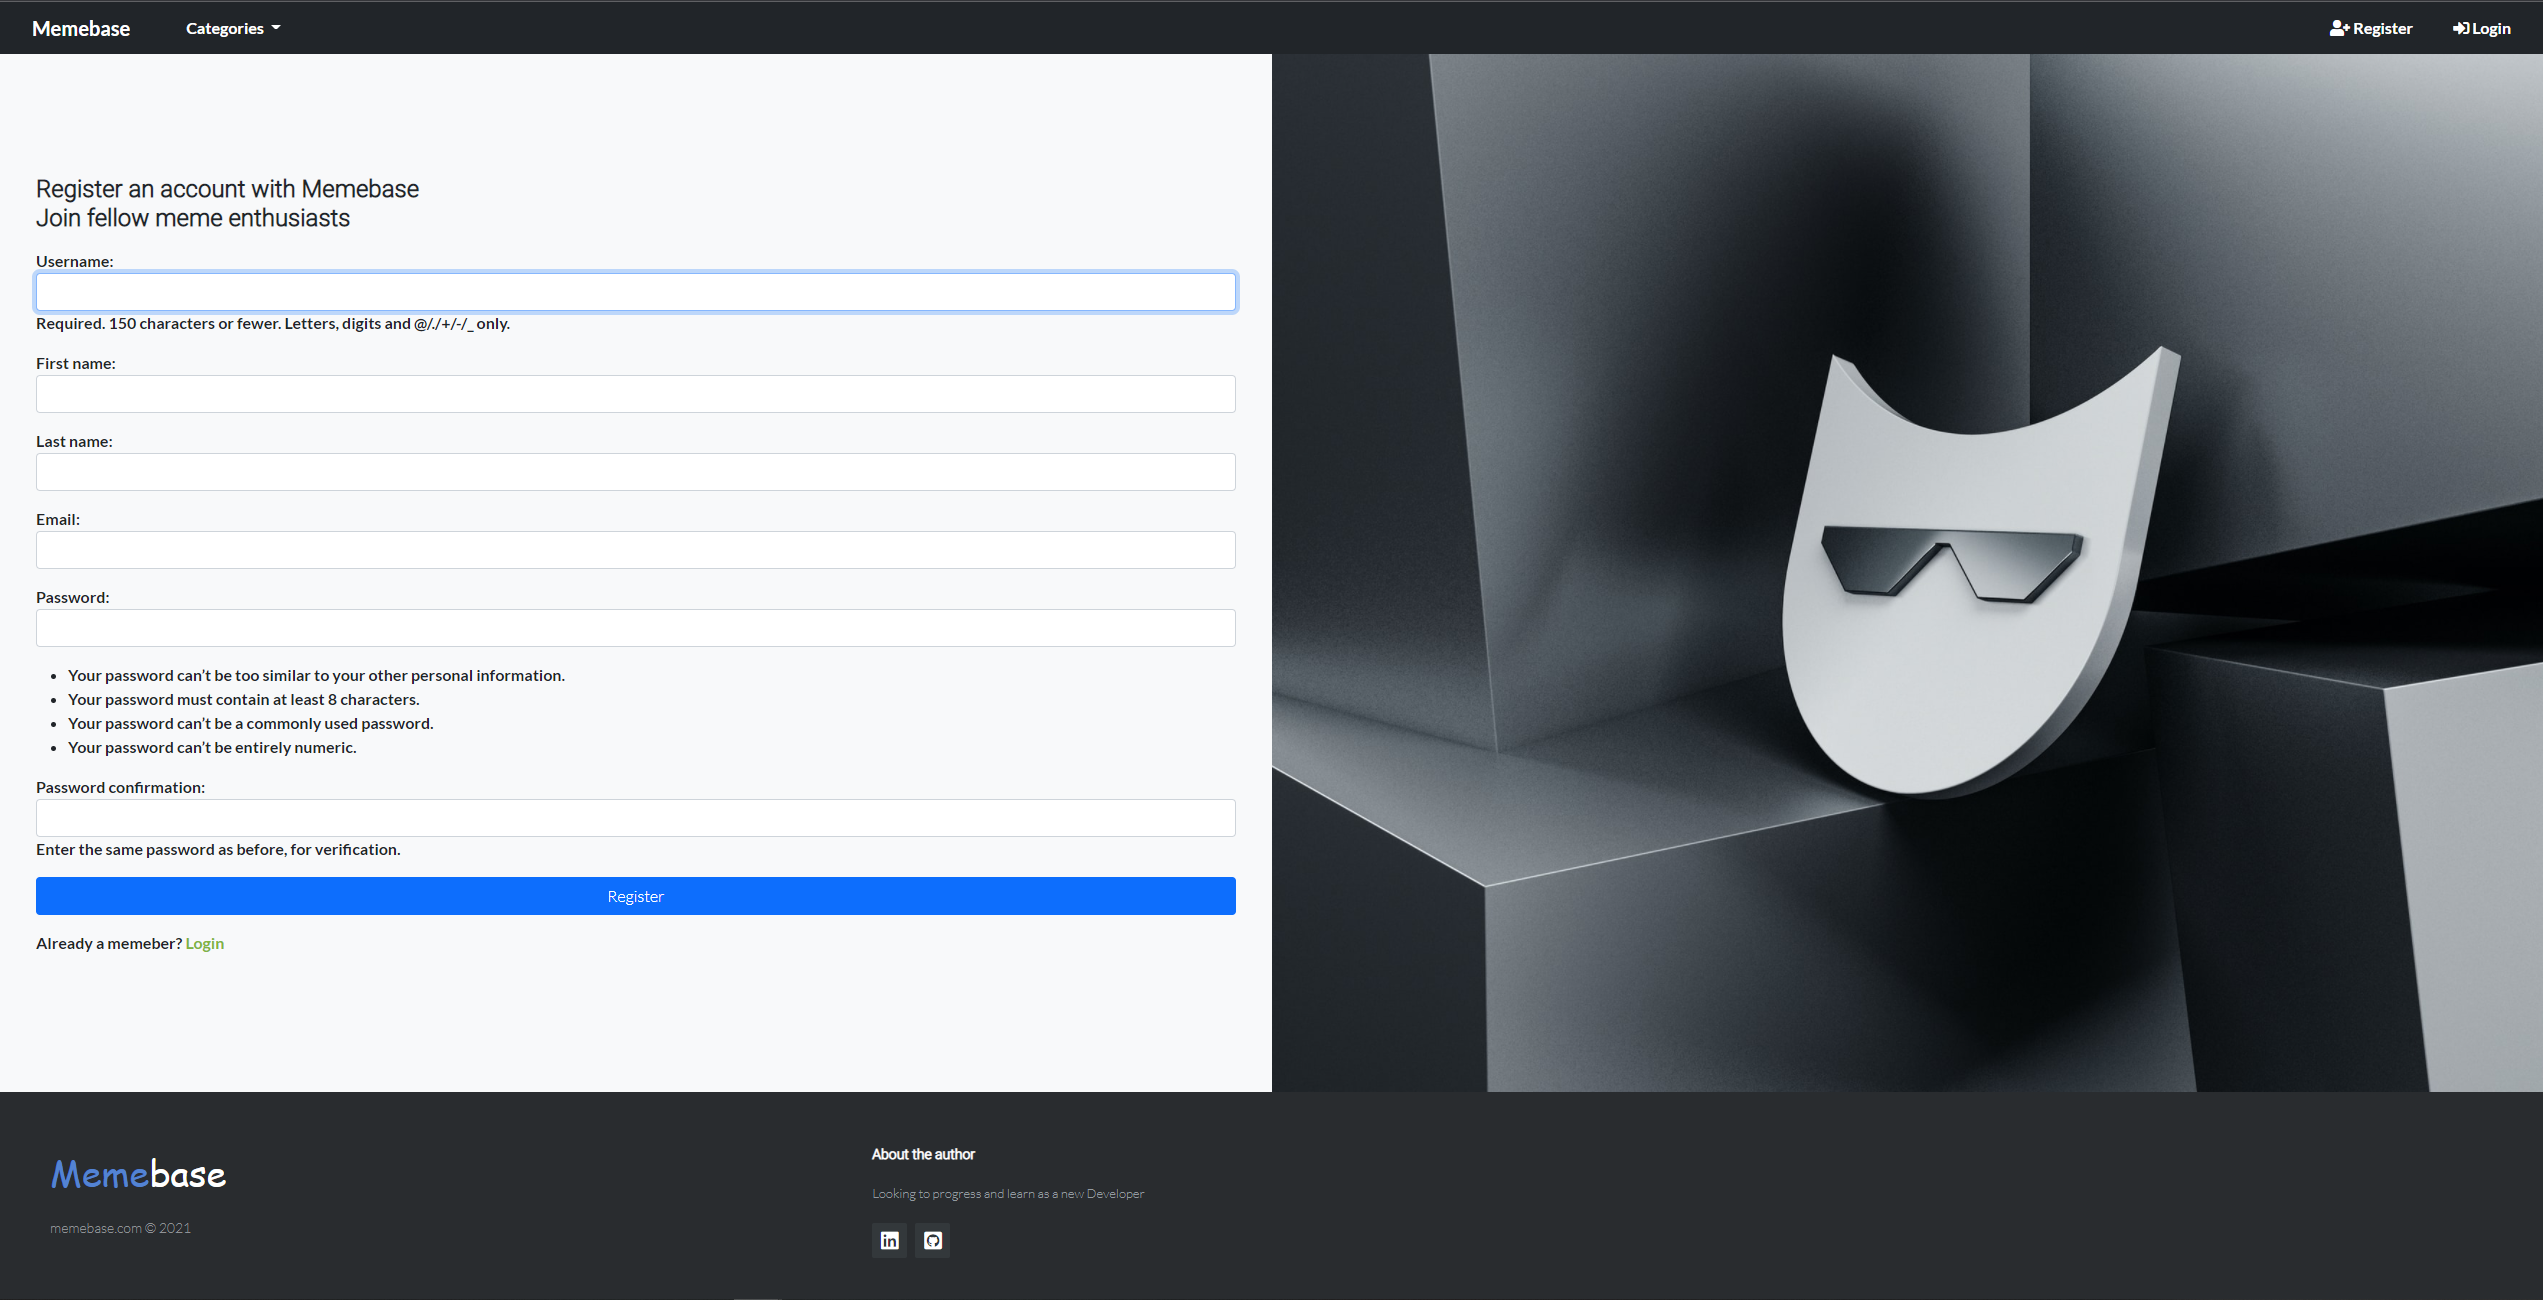 Memebase
Categories
Register
Login
Register an account with Memebase
Join fellow meme enthusiasts
Username:
Required. 150 characters or fewer. Letters, digits and @/./+/-/_ only.
First name:
Last name:
Email:
Password:
Your password can’t be too similar to your other personal information.
Your password must contain at least 8 characters.
Your password can’t be a commonly used password.
Your password can’t be entirely numeric.
Password confirmation:
Enter the same password as before, for verification.
Register
Already a memeber? Login
Memebase
memebase.com © 2021
About the author
Looking to progress and learn as a new Developer
in